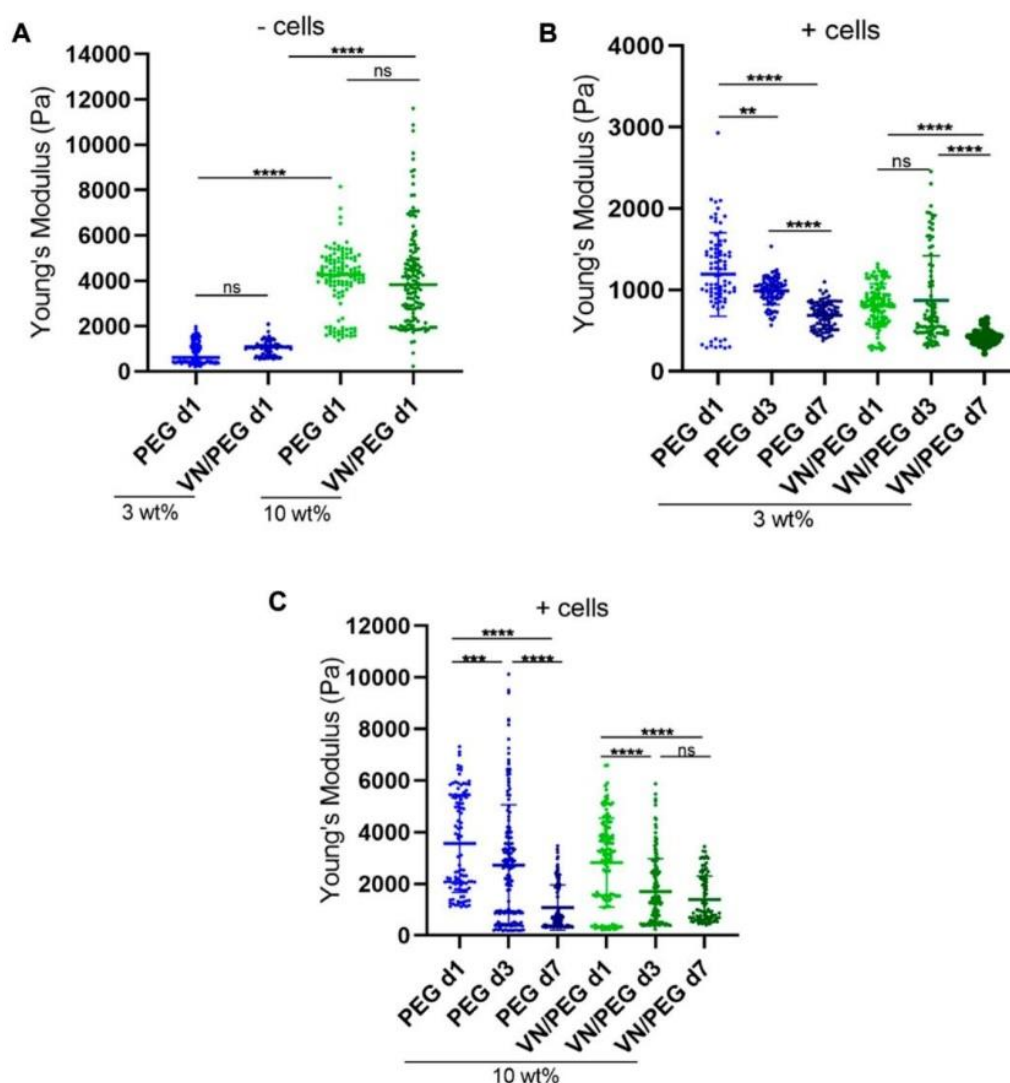 A
- cells
Young's Modulus (Pa)
14000
12000
10000
8000
6000
4000
2000
0
****
ns
****
ns
PEG d1
VN/PEG d1
PEG d1
VN/PEG d1
3 wt%
10 wt%
B
+ cells
Young's Modulus (Pa)
4000
3000
2000
1000
0
****
**
****
ns
****
****
PEG d1
PEG d3
PEG d7
VN/PEG d1
VN/PEG d3
VN/PEG d7
3 wt%
C
+ cells
Young's Modulus (Pa)
12000
10000
8000
6000
4000
2000
0
****
*** ****
****
**** ns
PEG d1
PEG d3
PEG d7
VN/PEG d1
VN/PEG d3
VN/PEG d7
10 wt%